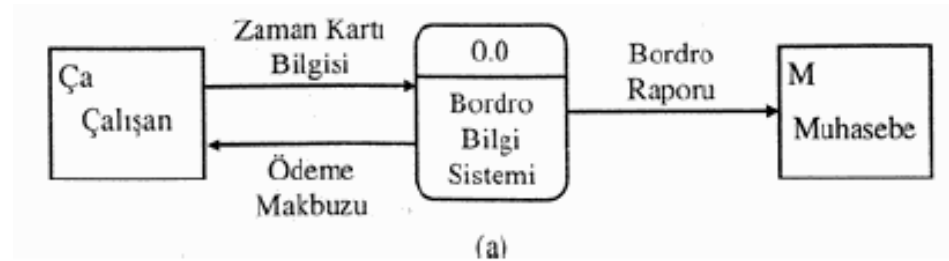 Zaman Kartı
Bilgisi
Ça
Çalışan
Ödeme
Makbuzu
0.0
Bordro
Bilgi
Sistemi
Bordro
Raporu
M
Muhasebe
(a)